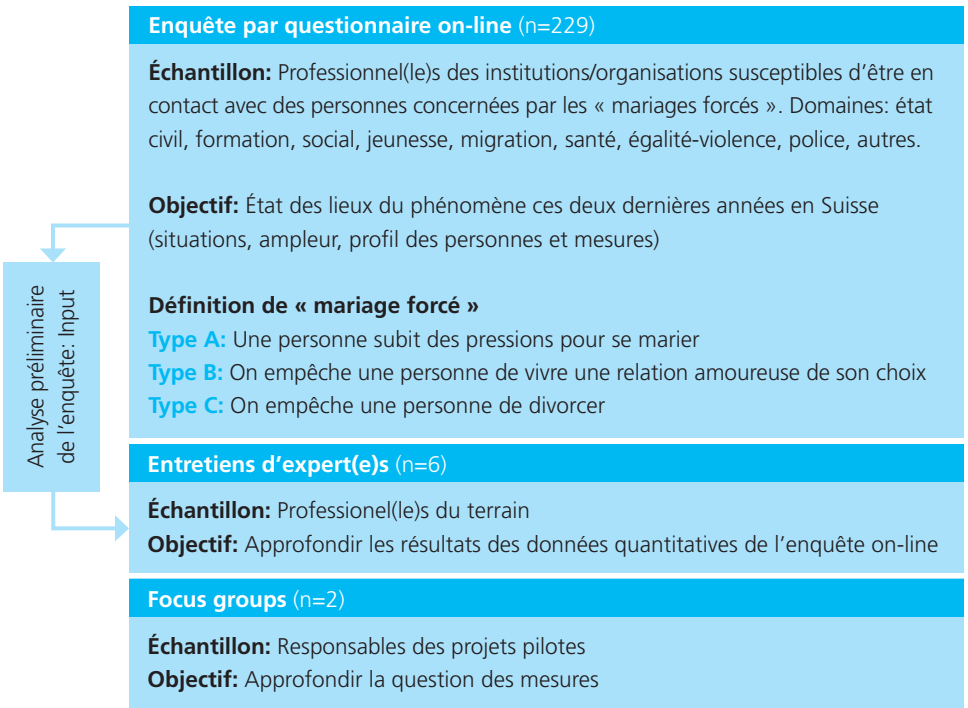 Enquête par questionnaire on-line (n=229)
Échantillon: Professionnel(le)s des institutions/organisations susceptibles d’être en
contact avec des personnes concernées par les « mariages forcés ». Domaines: état
civil, formation, social, jeunesse, migration, santé, égalité-violence, police, autres.
Objectif: État des lieux du phénomène ces deux dernières années en Suisse
(situations, ampleur, profil des personnes et mesures)
Définition de « mariage forcé »
Type A: Une personne subit des pressions pour se marier
Type B: On empêche une personne de vivre une relation amoureuse de son choix
Type C: On empêche une personne de divorcer
Analyse préliminaire
de l’enquête: Input
Entretiens d’expert(e)s (n=6)
Échantillon: Professionel(le)s du terrain
Objectif: Approfondir les résultats des données quantitatives de l’enquête on-line
Focus groups (n=2)
Échantillon: Responsables des projets pilotes
Objectif: Approfondir la question des mesures